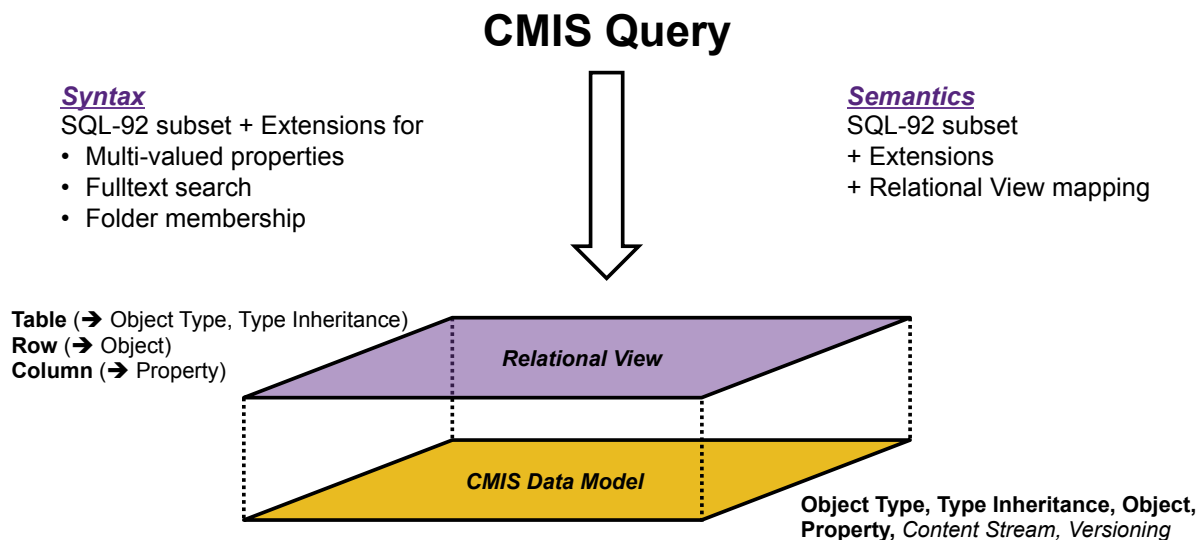 CMIS Query
Syntax
SQL-92 subset + Extensions for
• Multi-valued properties
• Fulltext search
• Folder membership
Semantics
SQL-92 subset
+ Extensions
+ Relational View mapping
Table (➔ Object Type, Type Inheritance)
Row (➔ Object)
Column (➔ Property)
Relational View
CMIS Data Model
Object Type, Type Inheritance, Object,
Property, Content Stream, Versioning